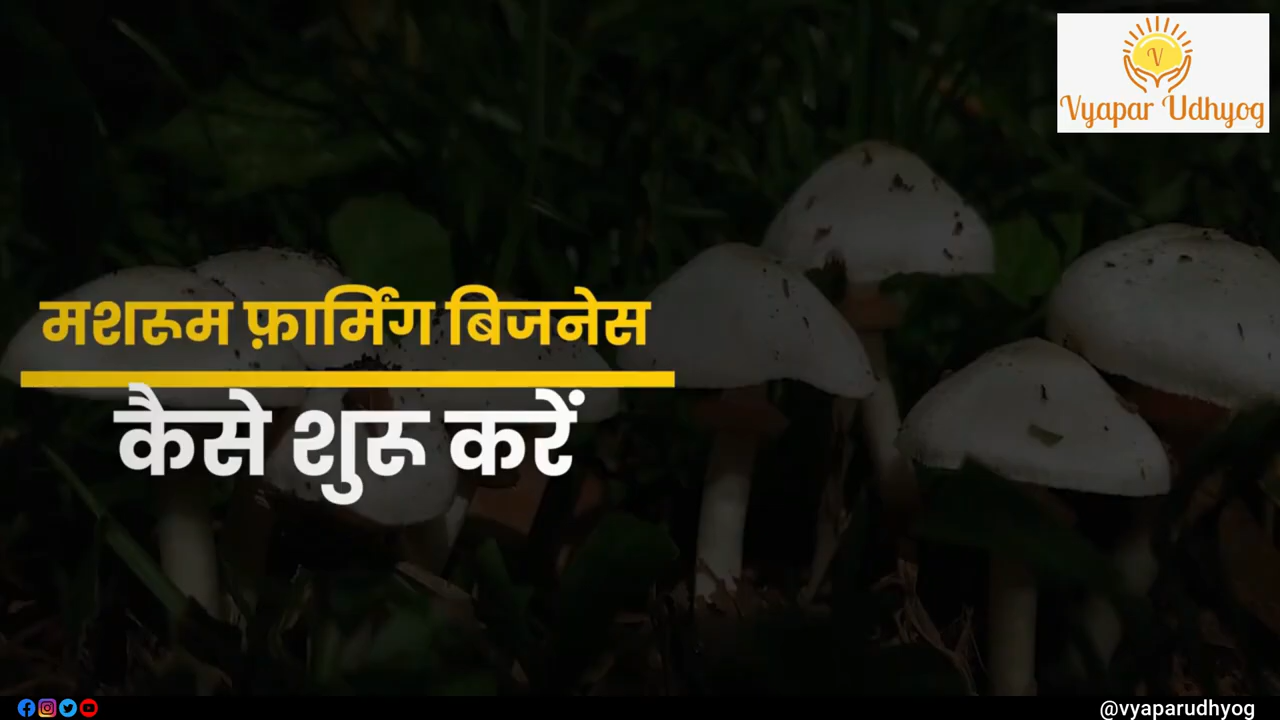 V
Vyapar Udhyog
मशरूम फ़ार्मिंग बिजनेस
कैसे शुरू करें
@vyaparudhyog